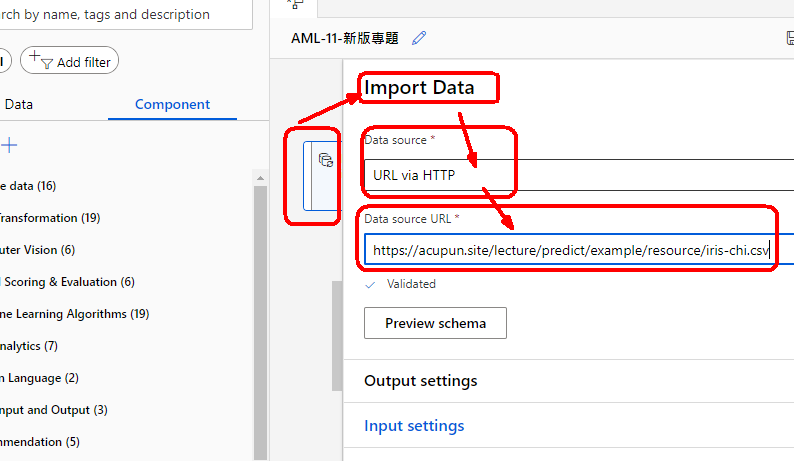 rch by name, tags and description
Add filter
Data
Component
e data (16)
Transformation (19)
uter Vision (6)
l Scoring & Evaluation (6)
ne Learning Algorithms (19)
nalytics (7)
n Language (2)
nput and Output (3)
mmendation (5)
AML-11-新版專題
Import Data
Data source *
URL via HTTP
Data source URL *
https://acupun.site/lecture/predict/example/resource/iris-chi.csv
Validated
Preview schema
Output settings
Input settings